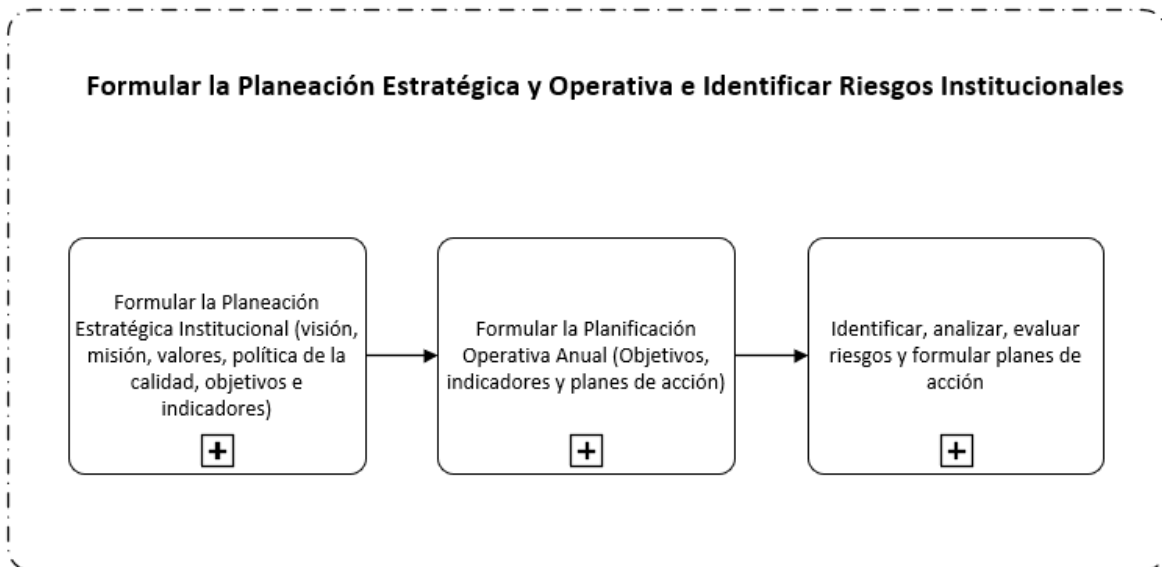 Formular la Planeación Estratégica y Operativa e Identificar Riesgos Institucionales
Formular la Planeación
Estratégica Institucional (visión,
misión, valores, política de la
calidad, objetivos e
indicadores)
Formular la Planificación
Operativa Anual (Objetivos,
indicadores y planes de acción)
Identificar, analizar, evaluar
riesgos y formular planes de
acción